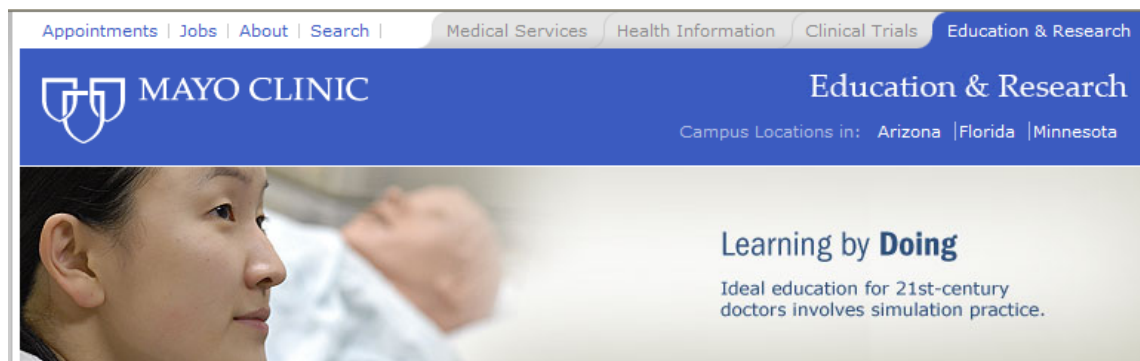 Appointments | Jobs | About | Search |
Medical Services
Health Information
Clinical Trials
Education & Research
MAYO CLINIC
Education & Research
Campus Locations in: Arizona |Florida |Minnesota
Learning by Doing
Ideal education for 21st-century
doctors involves simulation practice.